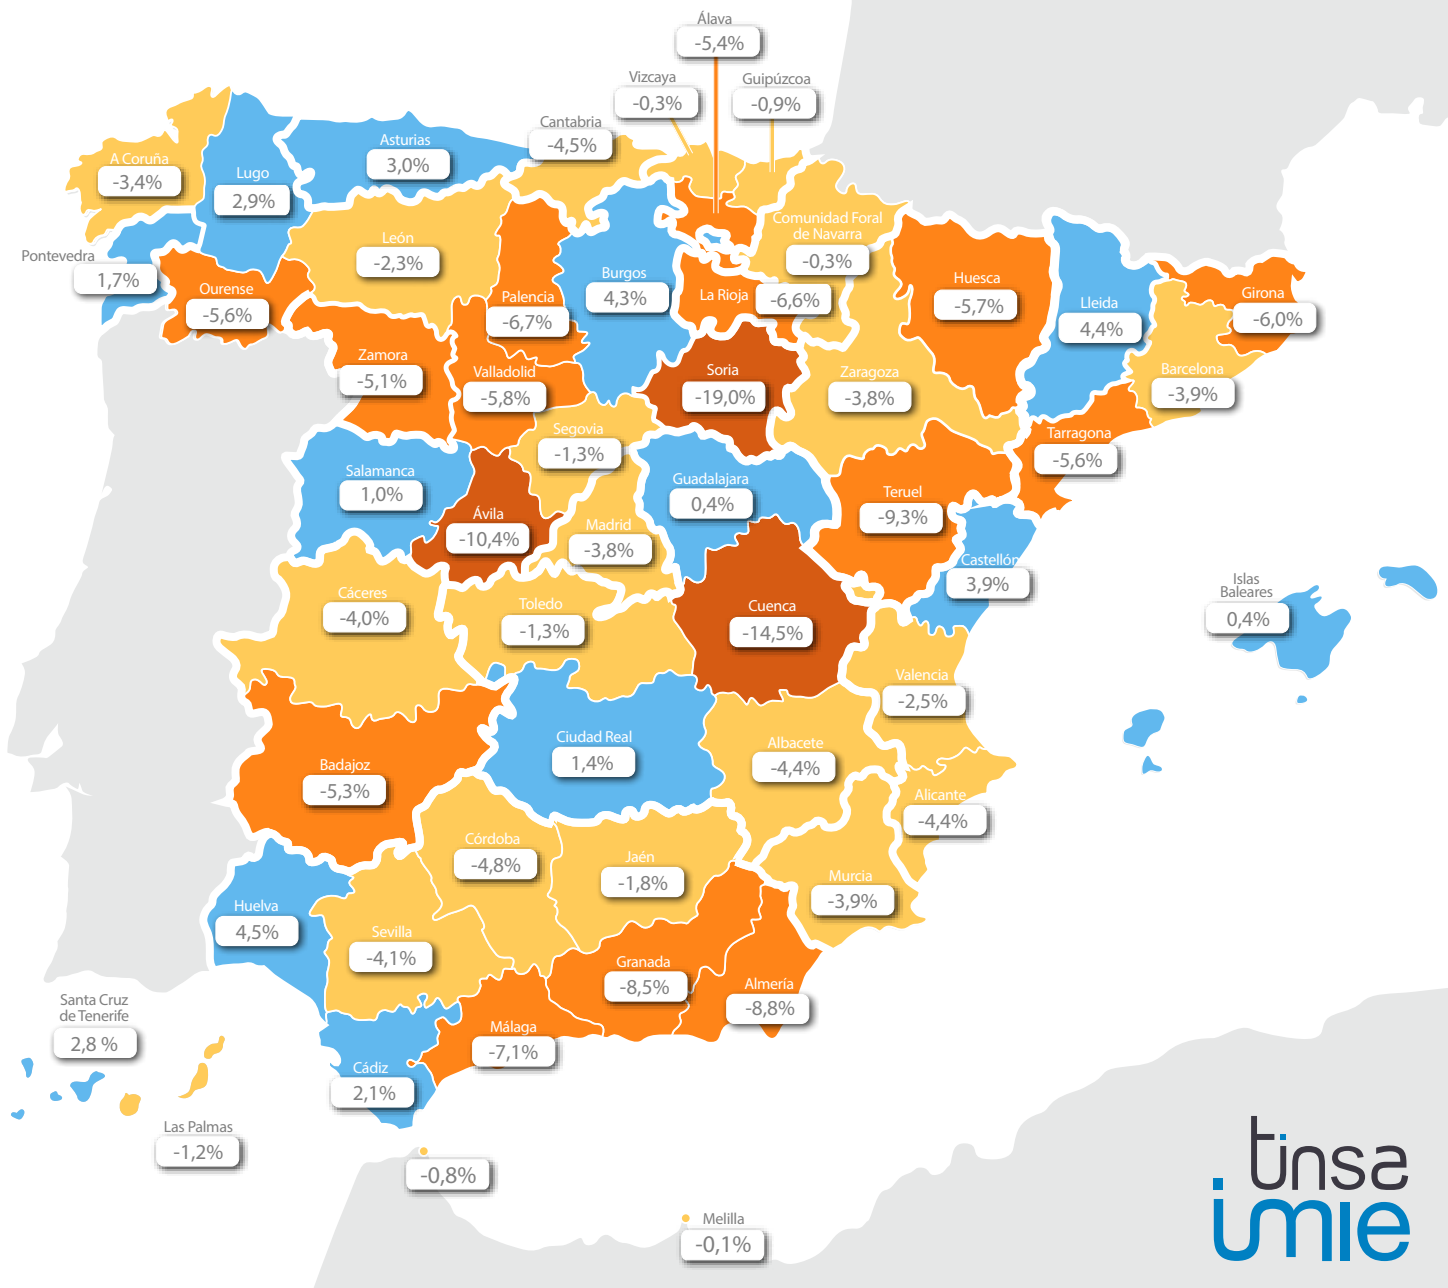 Álava
-5,4%
Vizcaya
-0,3%
Guipúzcoa
-0,9%
Cantabria
-4,5%
Asturias
3,0%
A Coruña
-3,4%
Lugo
2,9%
Comunidad Foral
de Navarra
-0,3%
León
-2,3%
Pontevedra
1,7%
Ourense
-5,6%
Palencia
-6,7%
Burgos
4,3%
La Rioja
-6,6%
Huesca
-5,7%
Lleida
4,4%
Girona
-6,0%
Zamora
-5,1%
Valladolid
-5,8%
Soria
-19,0%
Zaragoza
-3,8%
Barcelona
-3,9%
Segovia
-1,3%
Tarragona
-5,6%
Salamanca
1,0%
Guadalajara
0,4%
Ávila
-10,4%
Madrid
-3,8%
Teruel
-9,3%
Castellón
3,9%
Islas
Baleares
0,4%
Cáceres
-4,0%
Toledo
-1,3%
Cuenca
-14,5%
Valencia
-2,5%
Badajoz
-5,3%
Ciudad Real
1,4%
Albacete
-4,4%
Alicante
-4,4%
Córdoba
-4,8%
Jaén
-1,8%
Murcia
-3,9%
Huelva
4,5%
Sevilla
-4,1%
Granada
-8,5%
Almería
-8,8%
Santa Cruz
de Tenerife
2,8 %
Málaga
-7,1%
Cádiz
2,1%
Las Palmas
-1,2%
-0,8%
Melilla
-0,1%
tinsa
imie